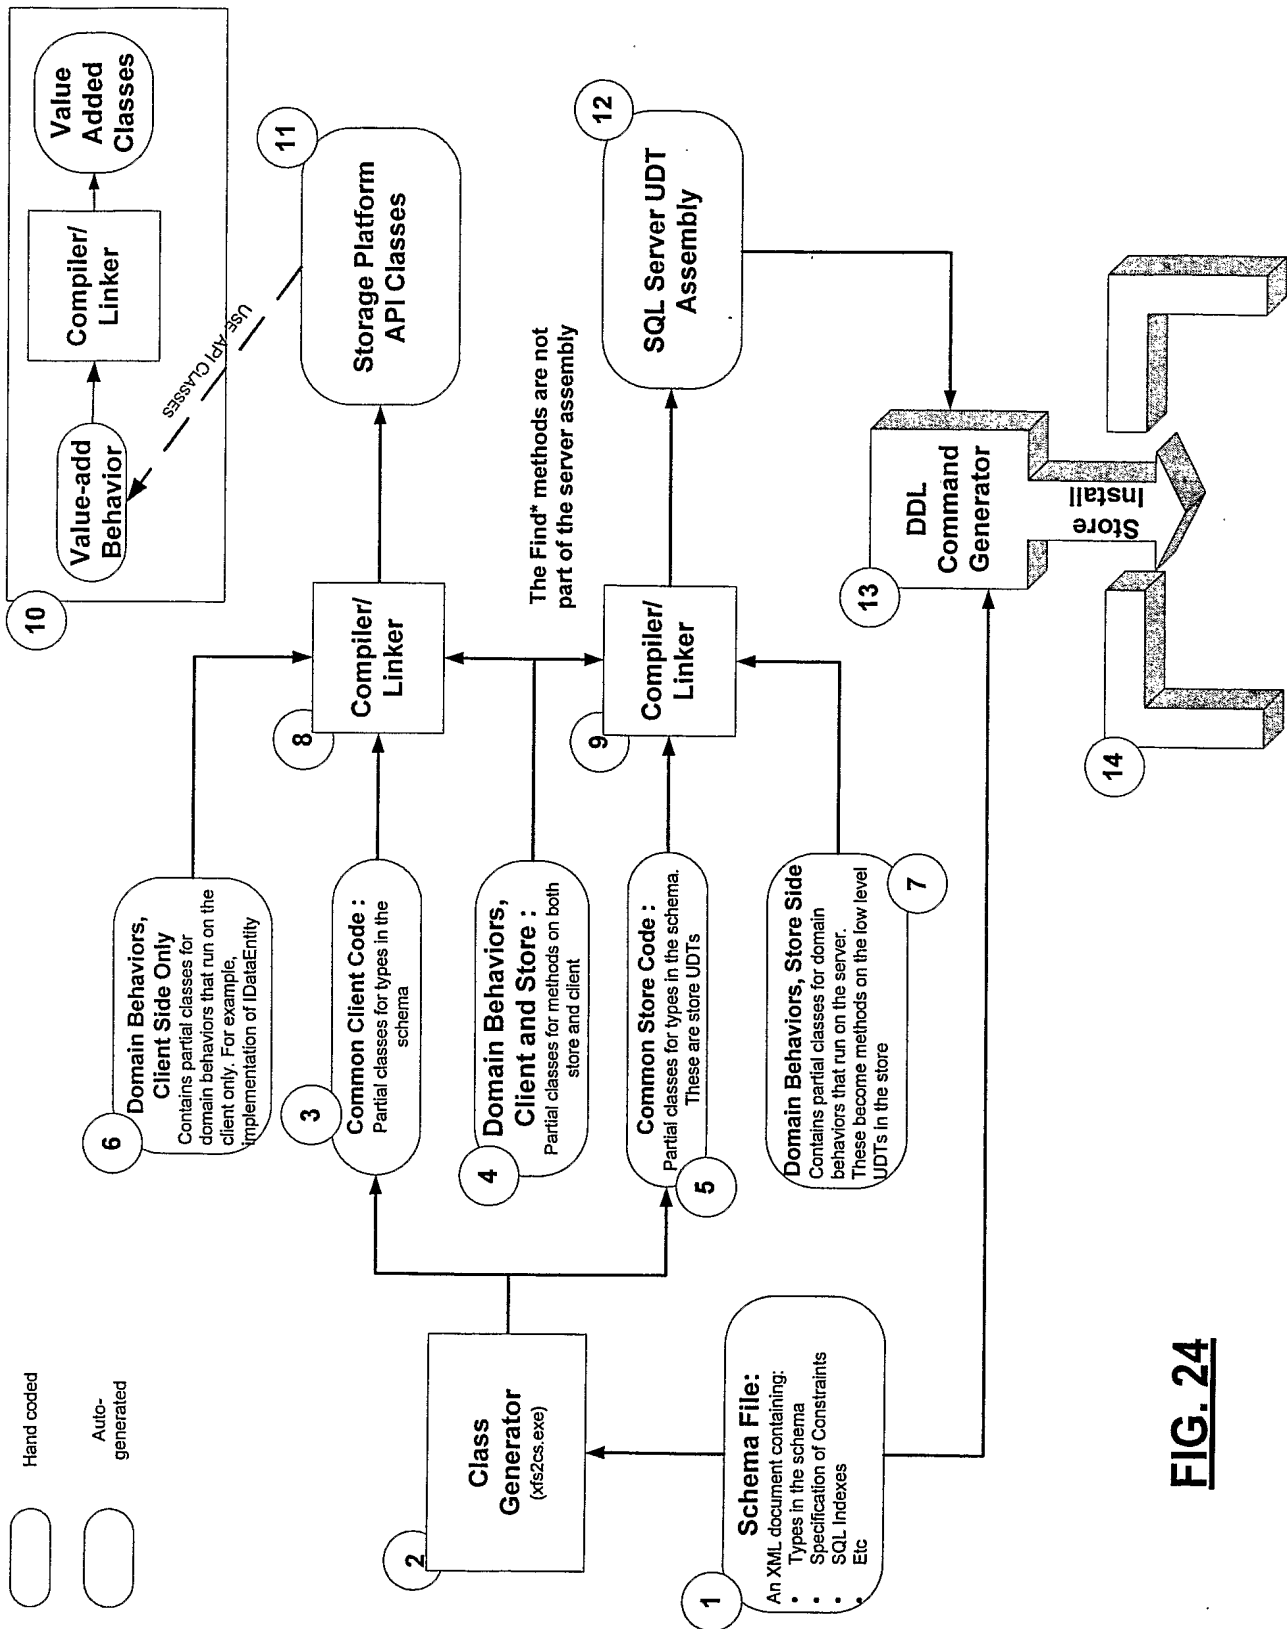 Hand coded
Auto-
generated
1
Schema File:
An XML document containing:
• Types in the schema
• Specification of Constraints
• SQL Indexes
• Etc
2
Class
Generator
(xfs2cs.exe)
6
Domain Behaviors,
Client Side Only
Contains partial classes for
domain behaviors that run on the
client only. For example,
implementation of IDataEntity
3
Common Client Code :
Partial classes for types in the
schema
4
Domain Behaviors,
Client and Store :
Partial classes for methods on both
store and client
5
Common Store Code :
Partial classes for types in the schema.
These are store UDTs
7
Domain Behaviors, Store Side
Contains partial classes for domain
behaviors that run on the server.
These become methods on the low level
UDTs in the store
8
Compiler/
Linker
9
Compiler/
Linker
The Find* methods are not
part of the server assembly
10
Value-add
Behavior
Compiler/
Linker
Value
Added
Classes
USE API CLASSES
11
Storage Platform
API Classes
12
SQL Server UDT
Assembly
13
DDL
Command
Generator
Store
Install
14
FIG. 24